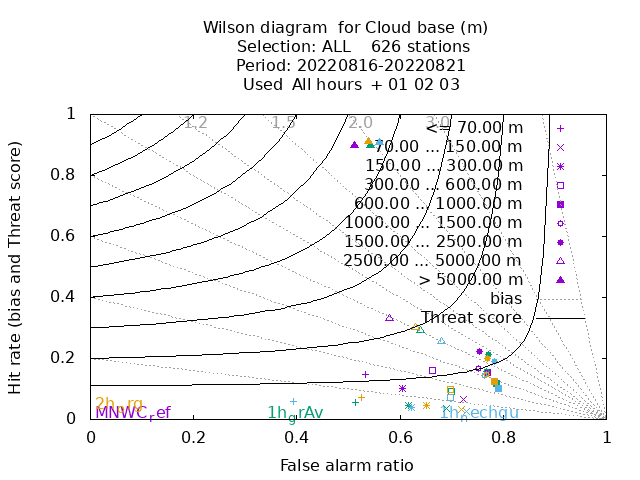 Wilson diagram  for Cloud base (m)
Selection: ALL    626 stations
Period: 20220816-20220821
Used  All hours  + 01 02 03
Hit rate (bias and Threat score)
1
0.8
0.6
0.4
0.2
0
1.2
1.5
2.0
3.0
<= 70.00 m
70.00 ... 150.00 m
150.00 ... 300.00 m
300.00 ... 600.00 m
600.00 ... 1000.00 m
1000.00 ... 1500.00 m
1500.00 ... 2500.00 m
2500.00 ... 5000.00 m
> 5000.00 m
bias
Threat score
2hgrg
MNWCref
1hgrAv
1hnechgu
0 0.2 0.4 0.6 0.8 1
False alarm ratio